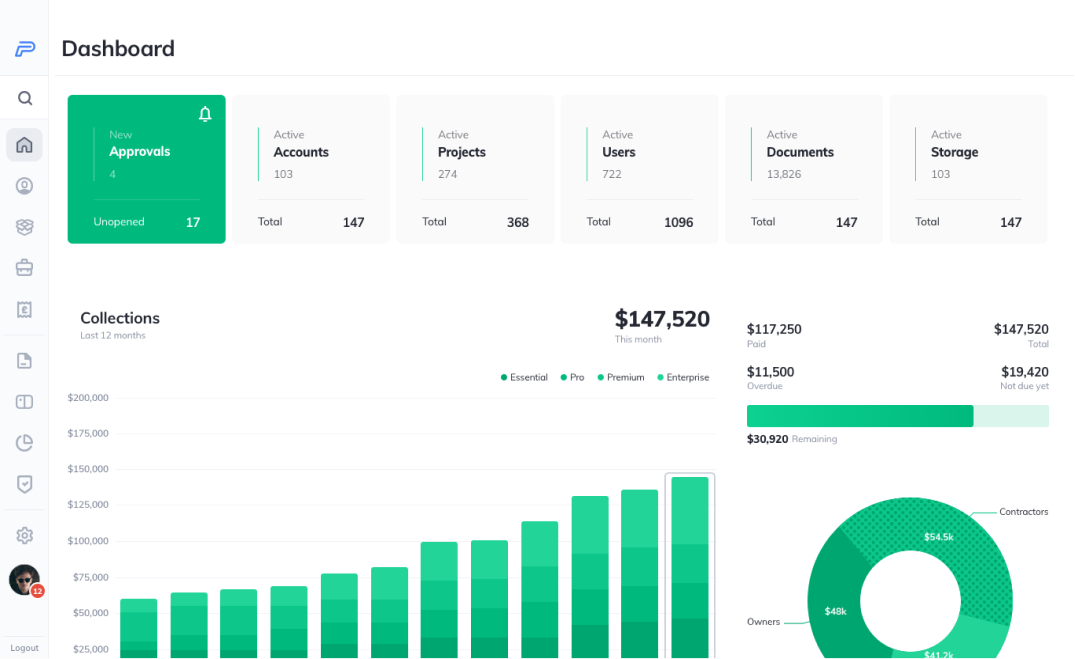 Dashboard
New
Approvals
4
Unopened 17
Active
Accounts
103
Total 147
Active
Projects
274
Total 368
Active
Users
722
Total 1096
Active
Documents
13,826
Total 147
Active
Storage
103
Total 147
Collections
Last 12 months
$147,520
This month
Essential Pro Premium Enterprise
$200,000
$175,000
$150,000
$125,000
$100,000
$75,000
$50,000
$25,000
$117,250
Paid
$147,520
Total
$11,500
Overdue
$19,420
Not due yet
$30,920 Remaining
Contractors
$54.5k
$48k
Owners
$41.2k
12
Logout